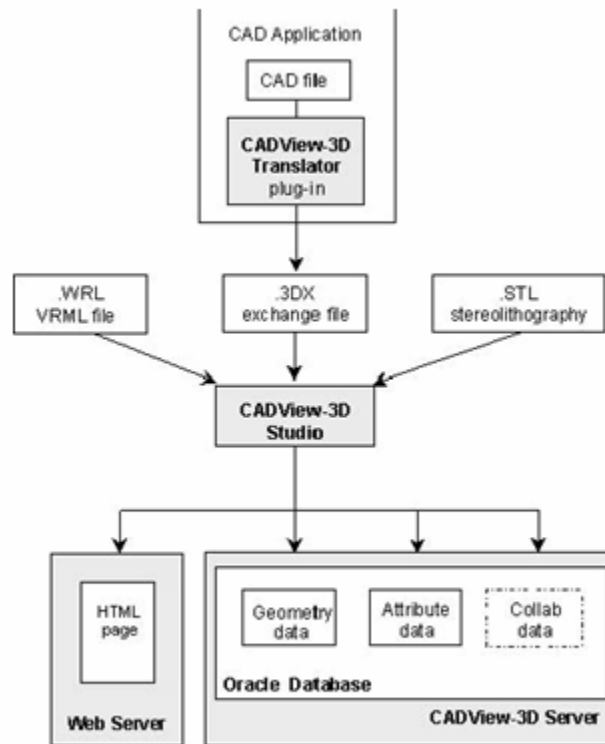 CAD Application
CAD file
CADView-3D
Translator
plug-in
.WRL
VRML file
.3DX
exchange file
.STL
stereolithography
CADView-3D
Studio
HTML
page
Web Server
Geometry
data
Attribute
data
Collab
data
Oracle Database
CADView-3D Server